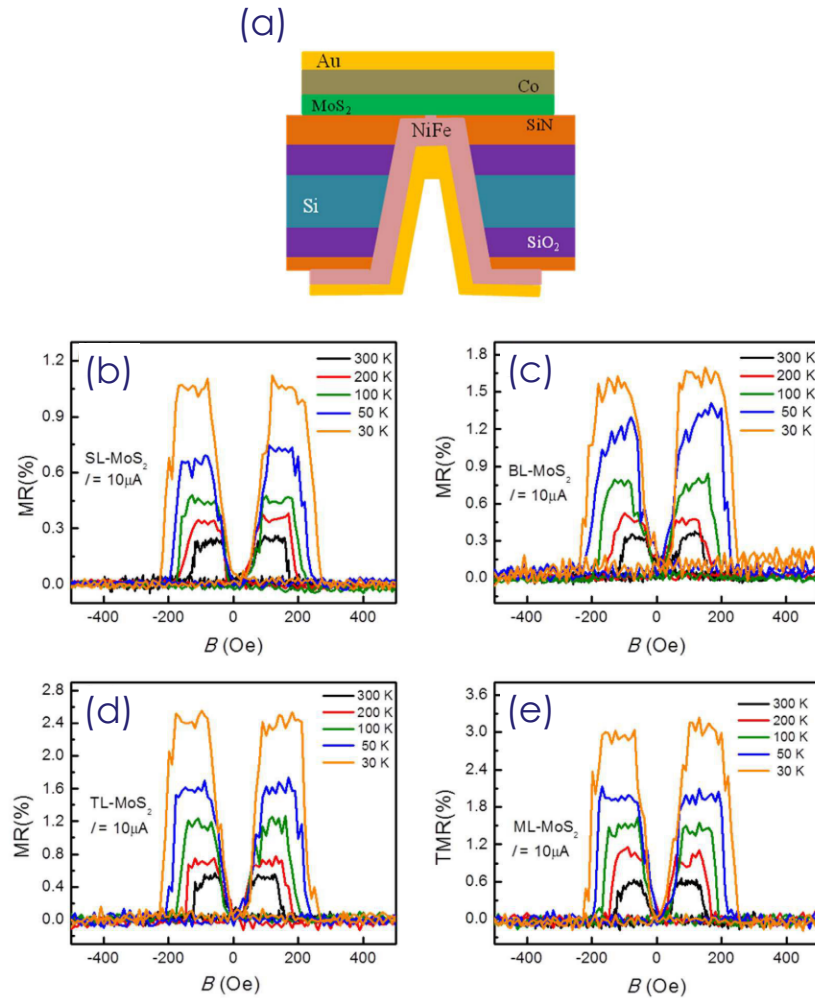 (a)
Au
Co
MoS2
NiFe
SiN
Si
SiO2
(b)
1.2
0.9
0.6
0.3
0.0
MR(%)
SL-MoS2
I = 10μA
300 K
200 K
100 K
50 K
30 K
-400 -200 0 200 400
B (Oe)
(c)
1.8
1.5
1.2
0.9
0.6
0.3
0.0
MR(%)
BL-MoS2
I = 10μA
300 K
200 K
100 K
50 K
30 K
-400 -200 0 200 400
B (Oe)
(d)
2.8
2.4
2.0
1.6
1.2
0.8
0.4
0.0
MR(%)
TL-MoS2
I = 10μA
300 K
200 K
100 K
50 K
30 K
-400 -200 0 200 400
B (Oe)
(e)
3.6
3.0
2.4
1.8
1.2
0.6
0.0
TMR(%)
ML-MoS2
I = 10μA
300 K
200 K
100 K
50 K
30 K
-400 -200 0 200 400
B (Oe)